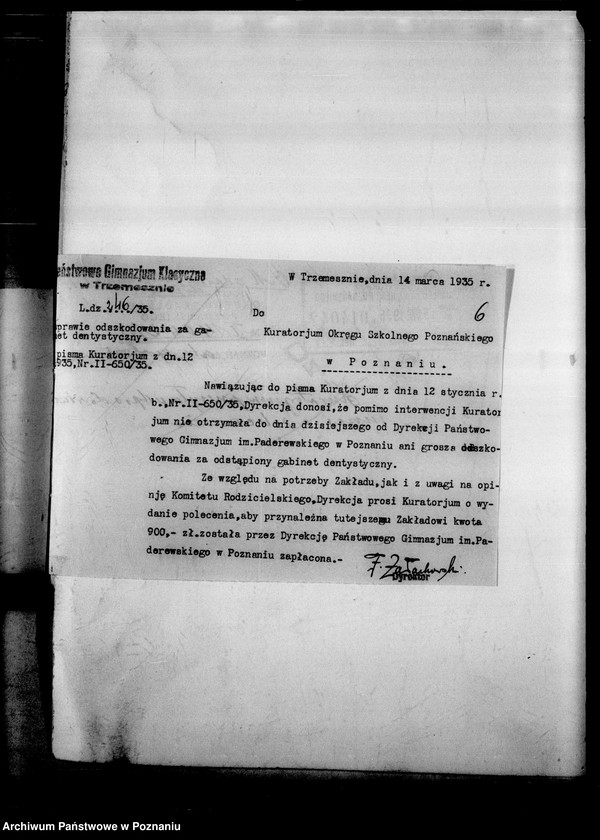 eństwowe Gimnazjum Klasyczne
w Trzemesznie
W Trzemesznie,dnia 14 marca 1935 r.
L.dz. 246/35.
Do
6
prawie odszkodowania za ga-
et dentystyczny.
Kuratorjum Okręgu Szkolnego Poznańskiego
pisma Kuratorjum z dn.12
935,Nr.II-650/35.
w Poznaniu.
Nawiązując do pisma Kuratorjum z dnia 12 stycznia r.
b.,Nr.II-650/35,Dyrekcja donosi,że pomimo interwencji Kurator
jum nie otrzymała do dnia dzisiejszego od Dyrekcji Państwo-
wego Gimnazjum im.Paderewskiego w Poznaniu ani grosza odszko-
dowania za odstąpiony gabinet dentystyczny.
Ze względu na potrzeby Zakładu,jak i z uwagi na opi-
nję Komitetu Rodzicielskiego,Dyrekcja prosi Kuratorjum o wy-
danie polecenia,aby przynależna tutejszemu Zakładowi kwota
900,- zł.została przez Dyrekcję Państwowego Gimnazjum im.Pa-
derewskiego w Poznaniu zapłacona.-
Dyrektor
Archiwum Państwowe w Poznaniu